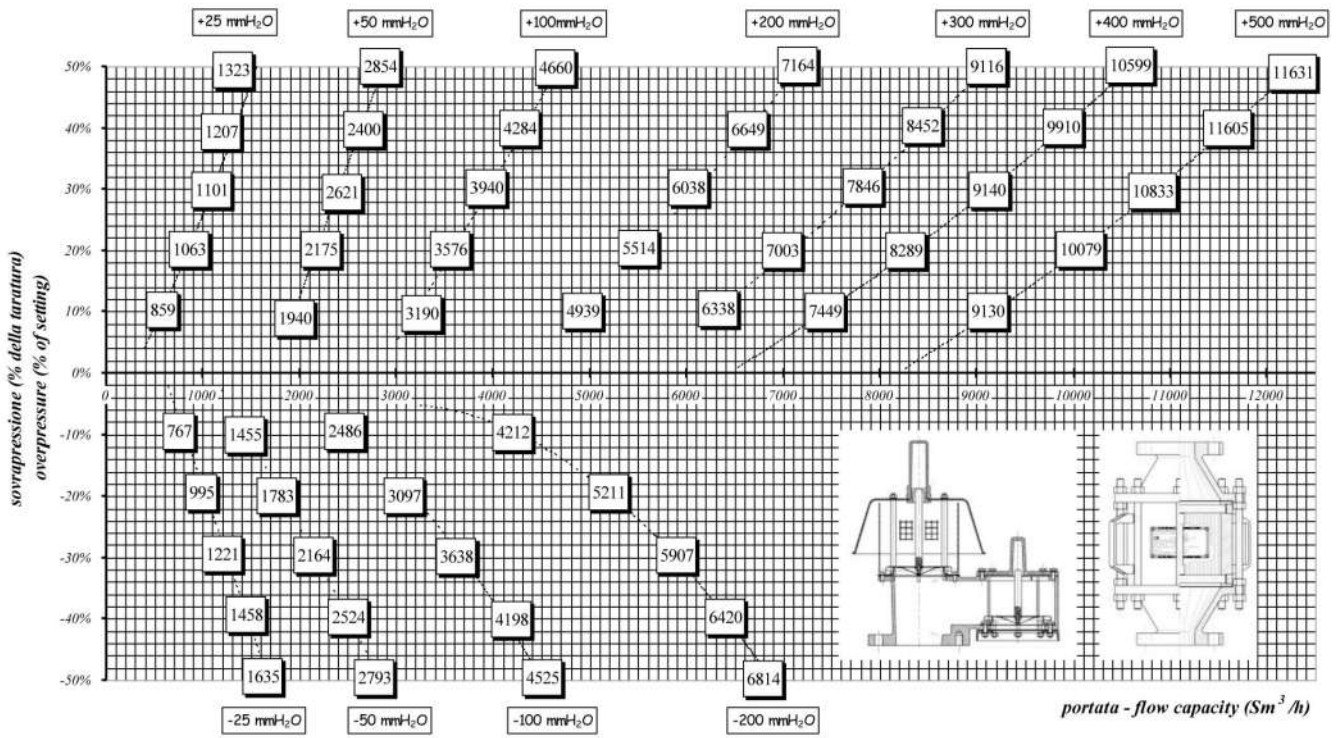 +25 mmH₂O +50 mmH₂O +100mmH₂O +200 mmH₂O +300 mmH₂O +400 mmH₂O +500 mmH₂O
50% 1323 2854 4660 7164 9116 10599 11631
40% 1207 2400 4284 6649 8452 9910 11605
30% 1101 2621 3940 6038 7846 9140 10833
20% 1063 2175 3576 5514 7003 8289 10079
10% 859 1940 3190 4939 6338 7449 9130
0%
0 1000 2000 3000 4000 5000 6000 7000 8000 9000 10000 11000 12000
-10% 767 1455 2486 4212
-20% 995 1783 3097 5211
-30% 1221 2164 3638 5907
-40% 1458 2524 4198 6420
-50% 1635 2793 4525 6814
-25 mmH₂O -50 mmH₂O -100 mmH₂O -200 mmH₂O
sovrapressione (% della taratura)
overpressure (% of setting)
portata - flow capacity (Sm³ /h)